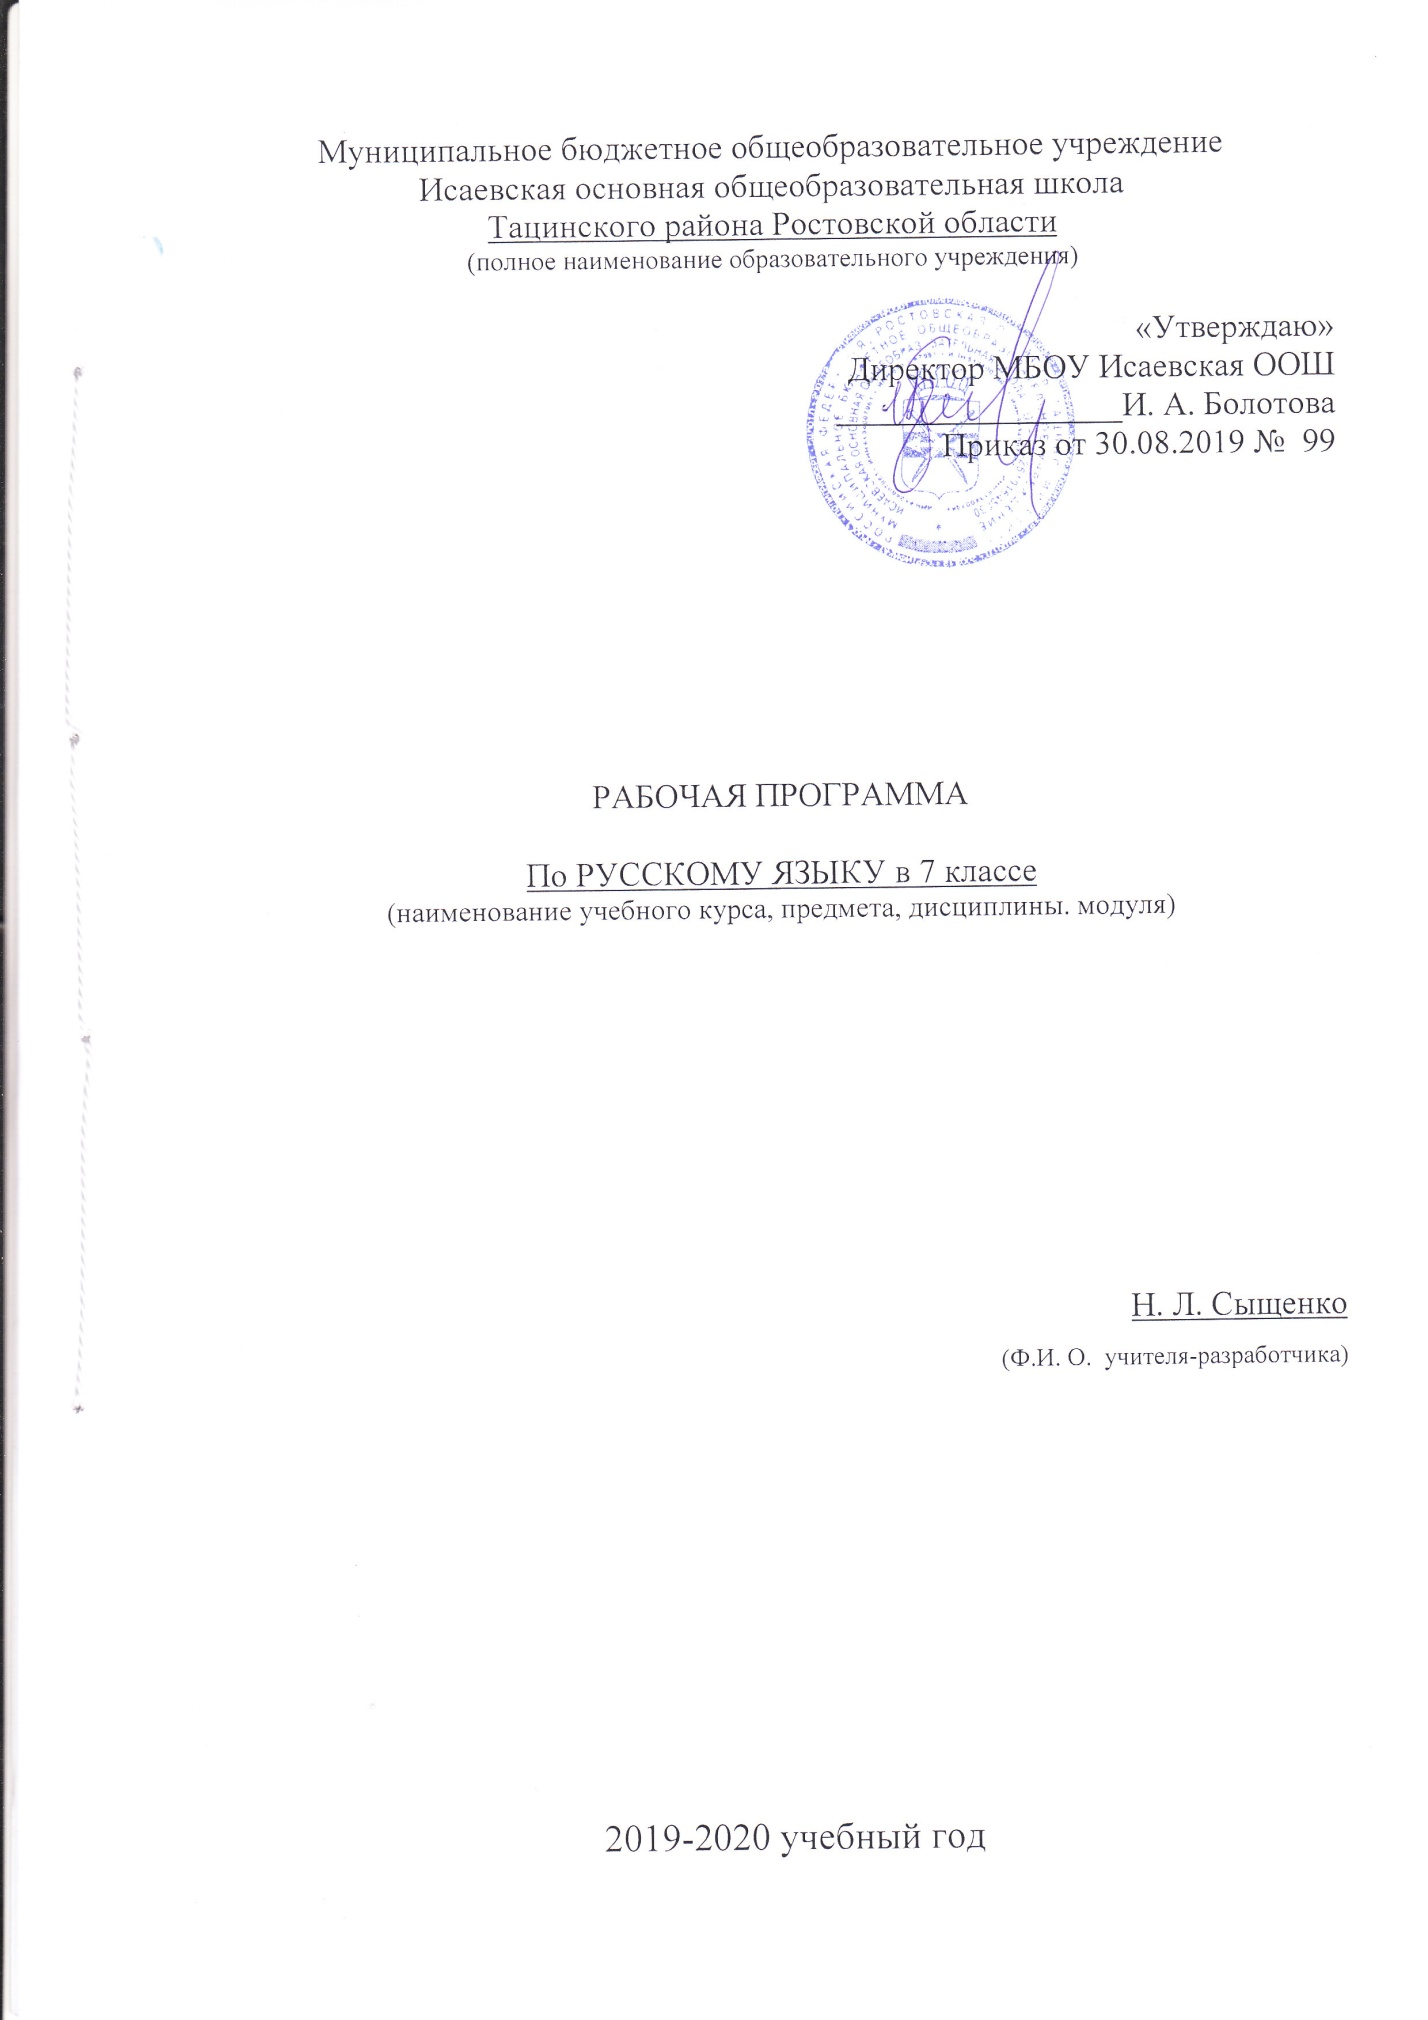 Муниципальное бюджетное общеобразовательное учреждение
Исаевская основная общеобразовательная школа
Тацинского района Ростовской области
(полное наименование образовательного учреждения)
«Утверждаю»
Директор МБОУ Исаевская ООШ
И. А. Болотова
Приказ от 30.08.2019 № 99
РАБОЧАЯ ПРОГРАММА
По РУССКОМУ ЯЗЫКУ в 7 классе
(наименование учебного курса, предмета, дисциплины. модуля)
Н. Л. Сыщенко
(Ф.И. О. учителя-разработчика)
2019-2020 учебный год